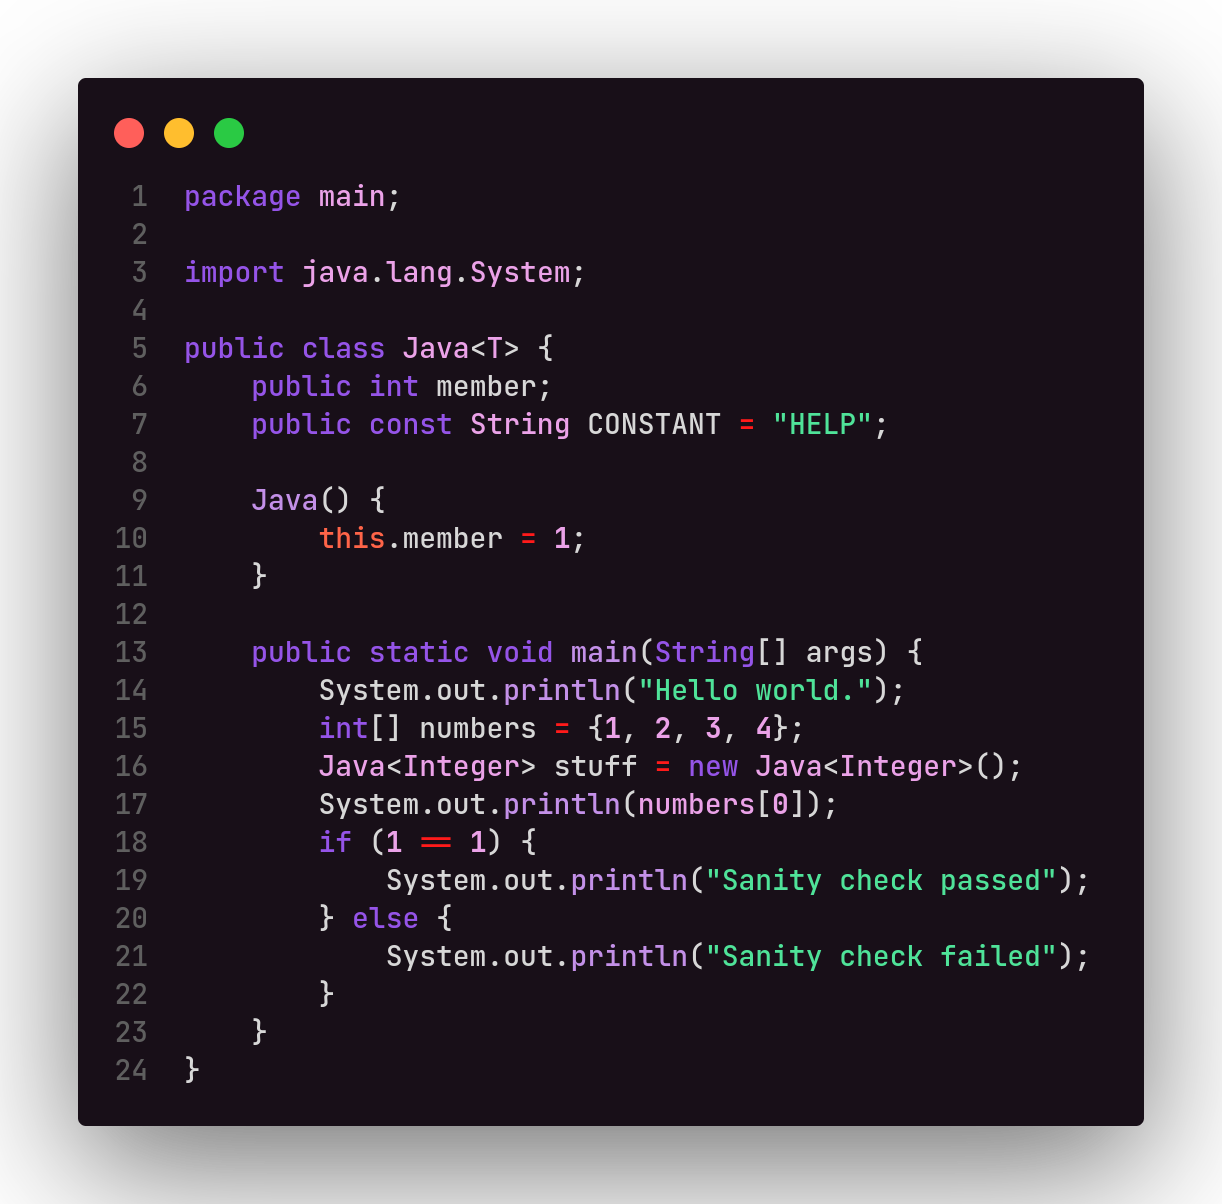 1 package main;
2
3 import java.lang.System;
4
5 public class Java<T> {
6     public int member;
7     public const String CONSTANT = "HELP";
8
9     Java() {
10         this.member = 1;
11     }
12
13     public static void main(String[] args) {
14         System.out.println("Hello world.");
15         int[] numbers = {1, 2, 3, 4};
16         Java<Integer> stuff = new Java<Integer>();
17         System.out.println(numbers[0]);
18         if (1 == 1) {
19             System.out.println("Sanity check passed");
20         } else {
21             System.out.println("Sanity check failed");
22         }
23     }
24 }